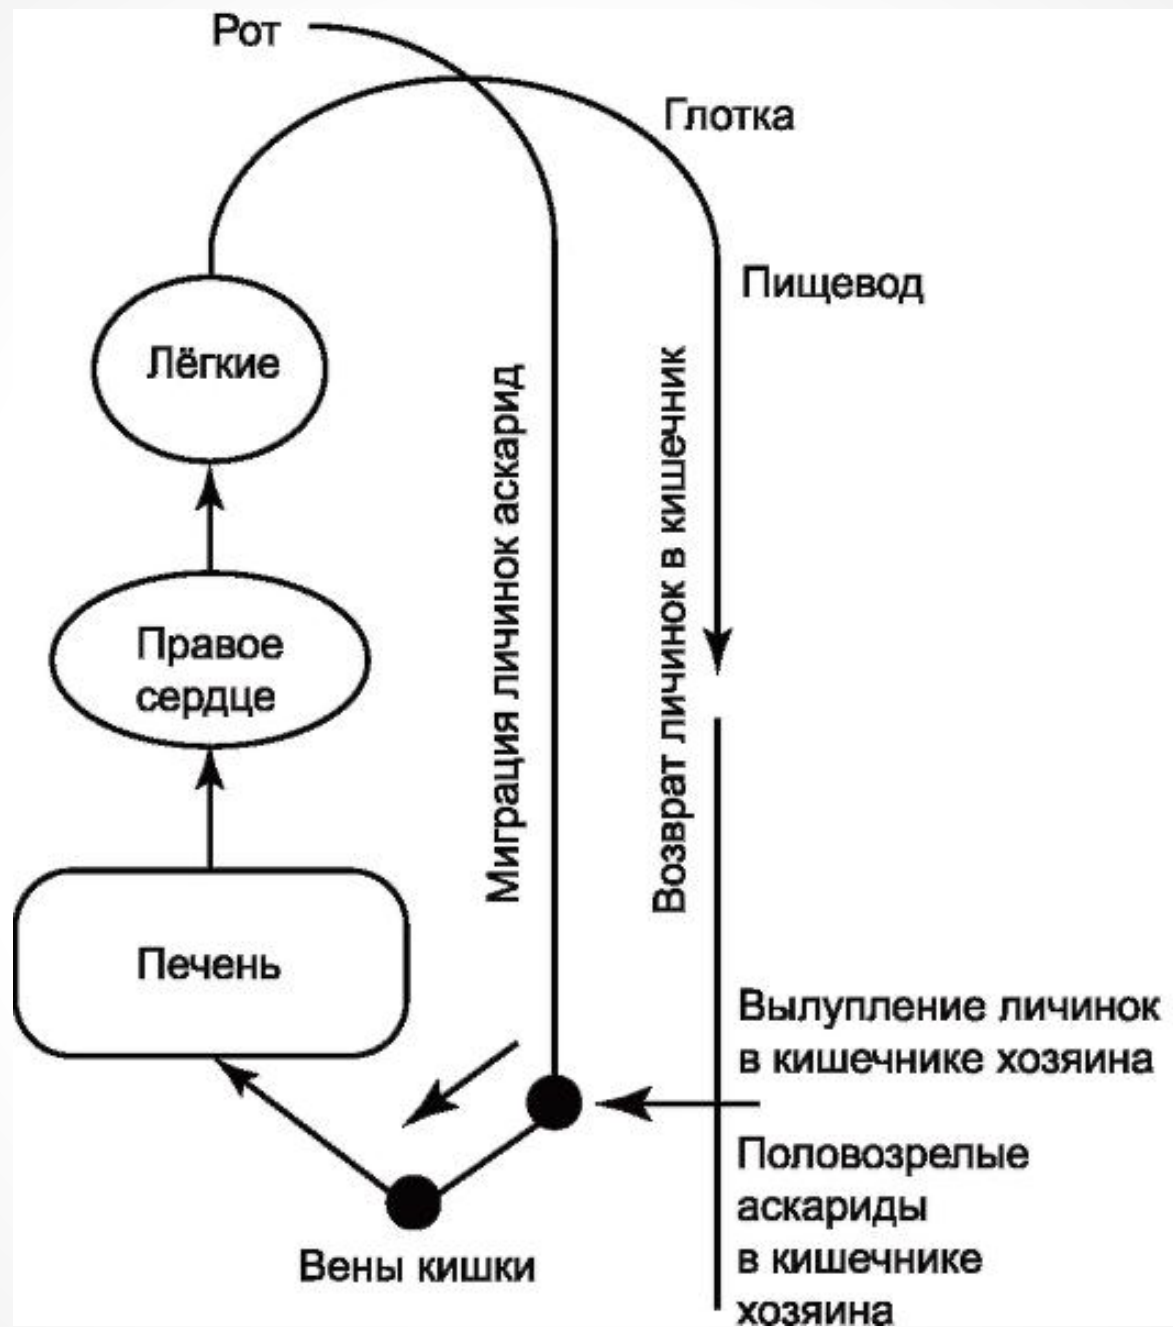 Рот
Глотка
Пищевод
Лёгкие
Миграция личинок аскарид
Возврат личинок в кишечник
Правое
сердце
Печень
Вылупление личинок
в кишечнике хозяина
Половозрелые
аскариды
в кишечнике
хозяина
Вены кишки